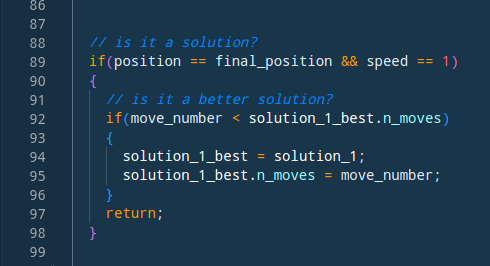 86
87
88 // is it a solution?
89 if(position == final_position && speed == 1)
90 {
91 // is it a better solution?
92 if(move_number < solution_1_best.n_moves)
93 {
94 solution_1_best = solution_1;
95 solution_1_best.n_moves = move_number;
96 }
97 return;
98 }
99